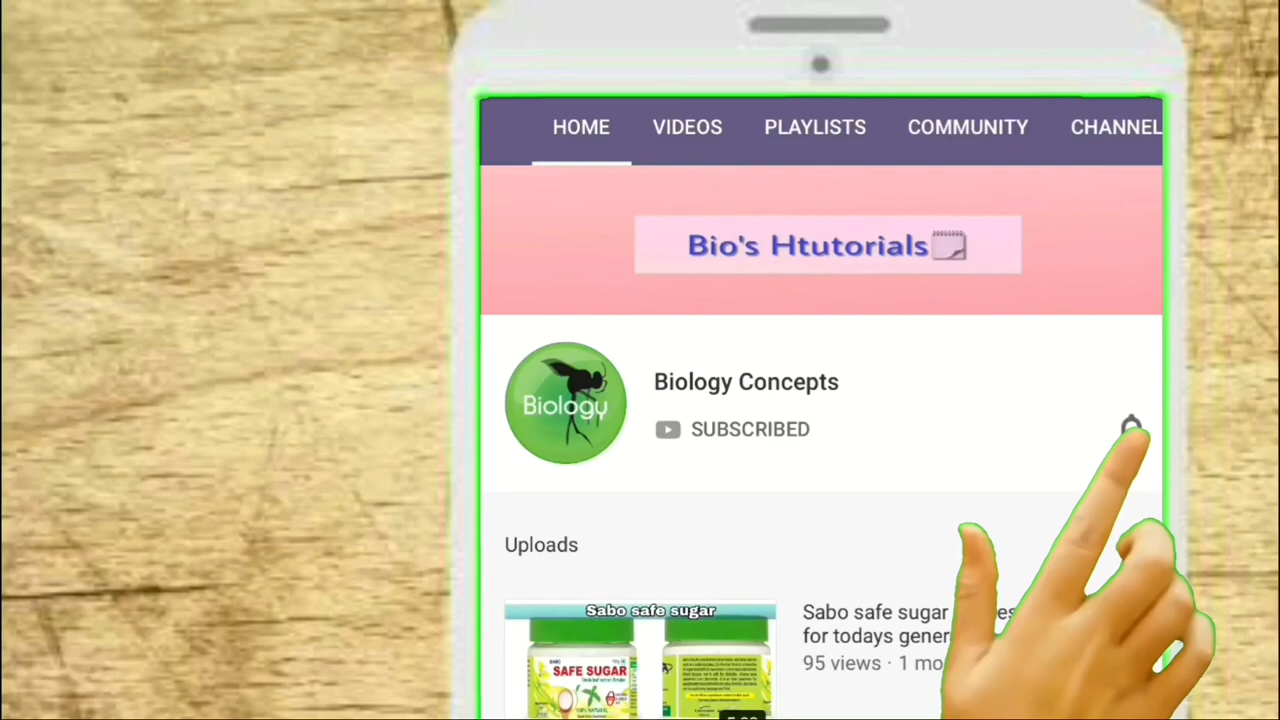 HOME VIDEOS PLAYLISTS COMMUNITY CHANNEL
Bio's Htutorials
Biology
Biology Concepts
SUBSCRIBED
Uploads
Sabo safe sugar
SAFE SUGAR
Sabo safe sugar
for todays gener
95 views · 1 mo